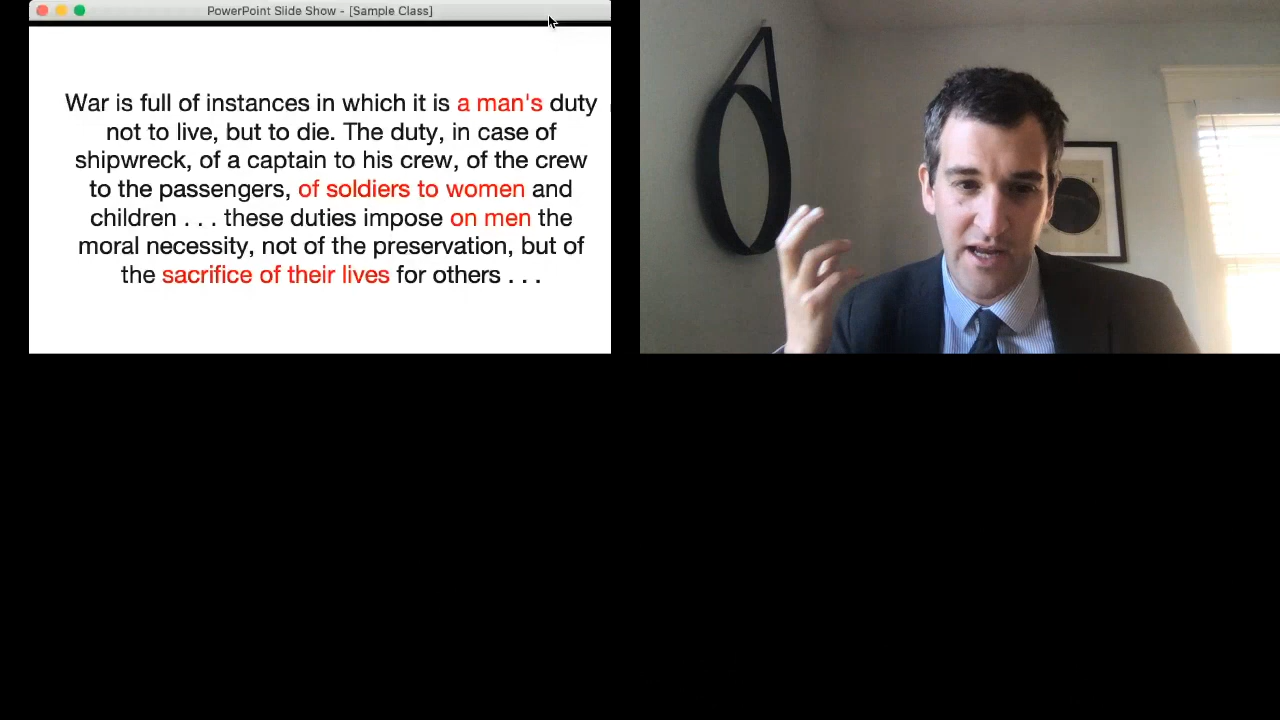 PowerPoint Slide Show - [Sample Class]
War is full of instances in which it is a man's duty
not to live, but to die. The duty, in case of
shipwreck, of a captain to his crew, of the crew
to the passengers, of soldiers to women and
children . . . these duties impose on men the
moral necessity, not of the preservation, but of
the sacrifice of their lives for others . . .